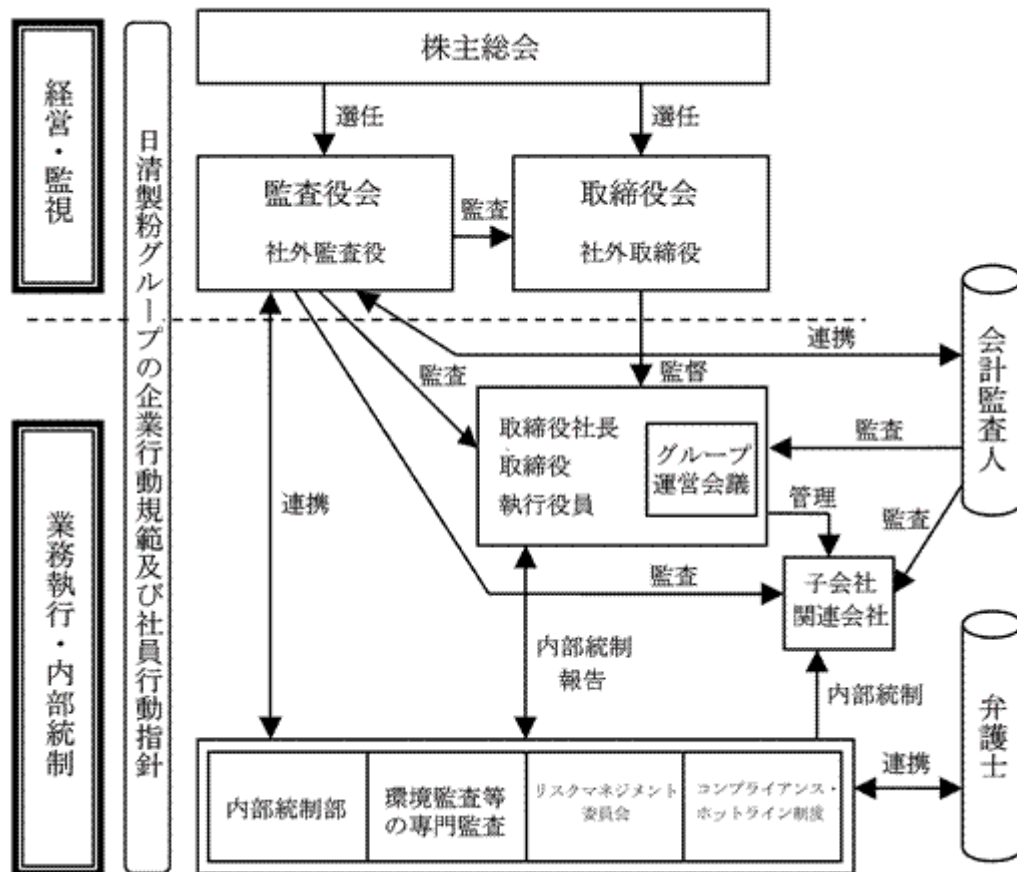 株主総会
経営・監視
日清製粉グループの企業行動規範及び社員行動指針
選任
選任
監査役会
社外監査役
監査
取締役会
社外取締役
会計監査人
連携
監査
監督
取締役社長
取締役
執行役員
グループ
運営会議
監査
管理
監査
業務執行・内部統制
連携
監査
子会社
関連会社
内部統制
報告
内部統制
弁護士
連携
内部統制部
環境監査等
の専門監査
リスクマネジメント
委員会
コンプライアンス・
ホットライン制度